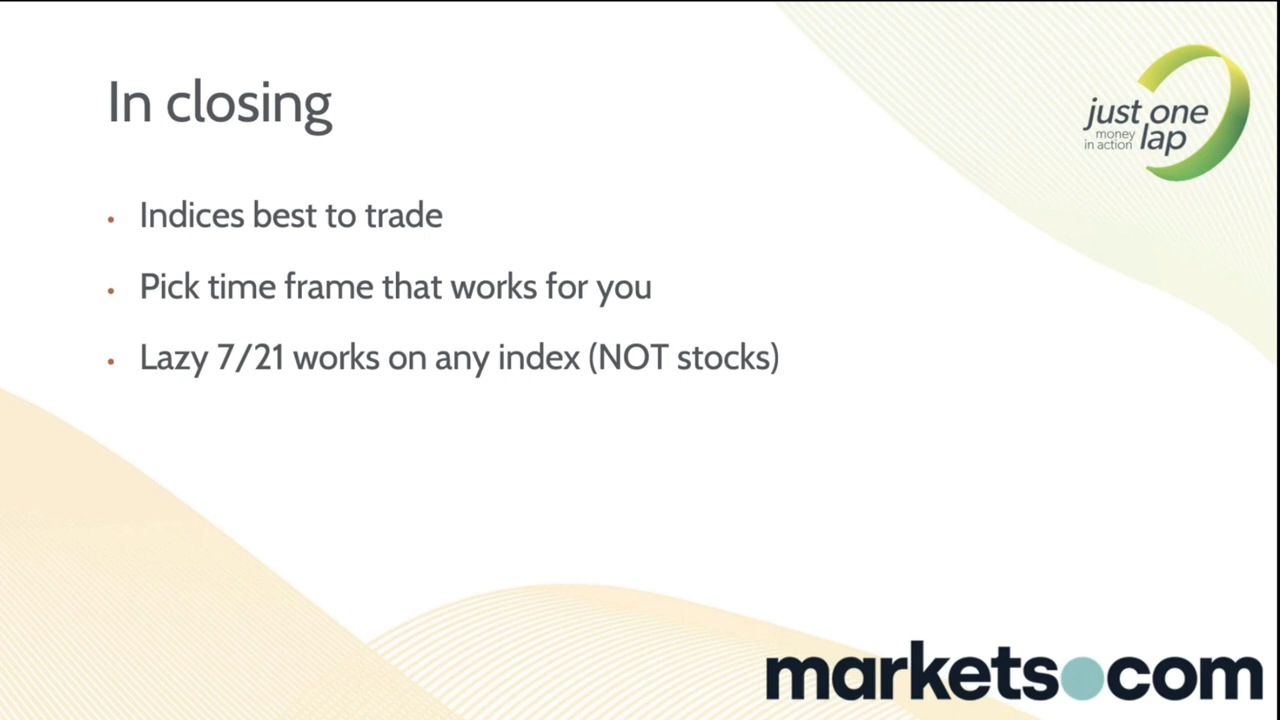 In closing
just one
money lap
in action
• Indices best to trade
• Pick time frame that works for you
• Lazy 7/21 works on any index (NOT stocks)
markets.com